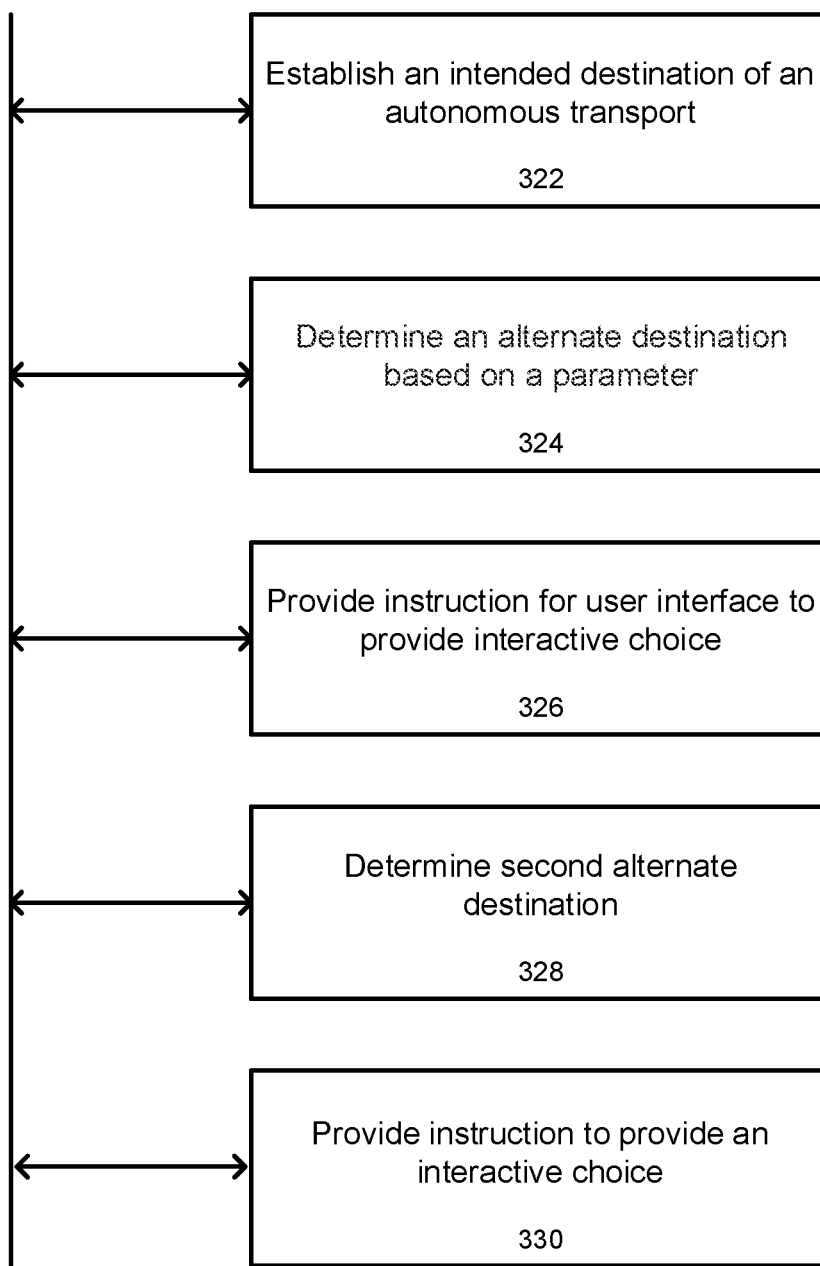 Establish an intended destination of an
autonomous transport
322
Determine an alternate destination
based on a parameter
324
Provide instruction for user interface to
provide interactive choice
326
Determine second alternate
destination
328
Provide instruction to provide an
interactive choice
330